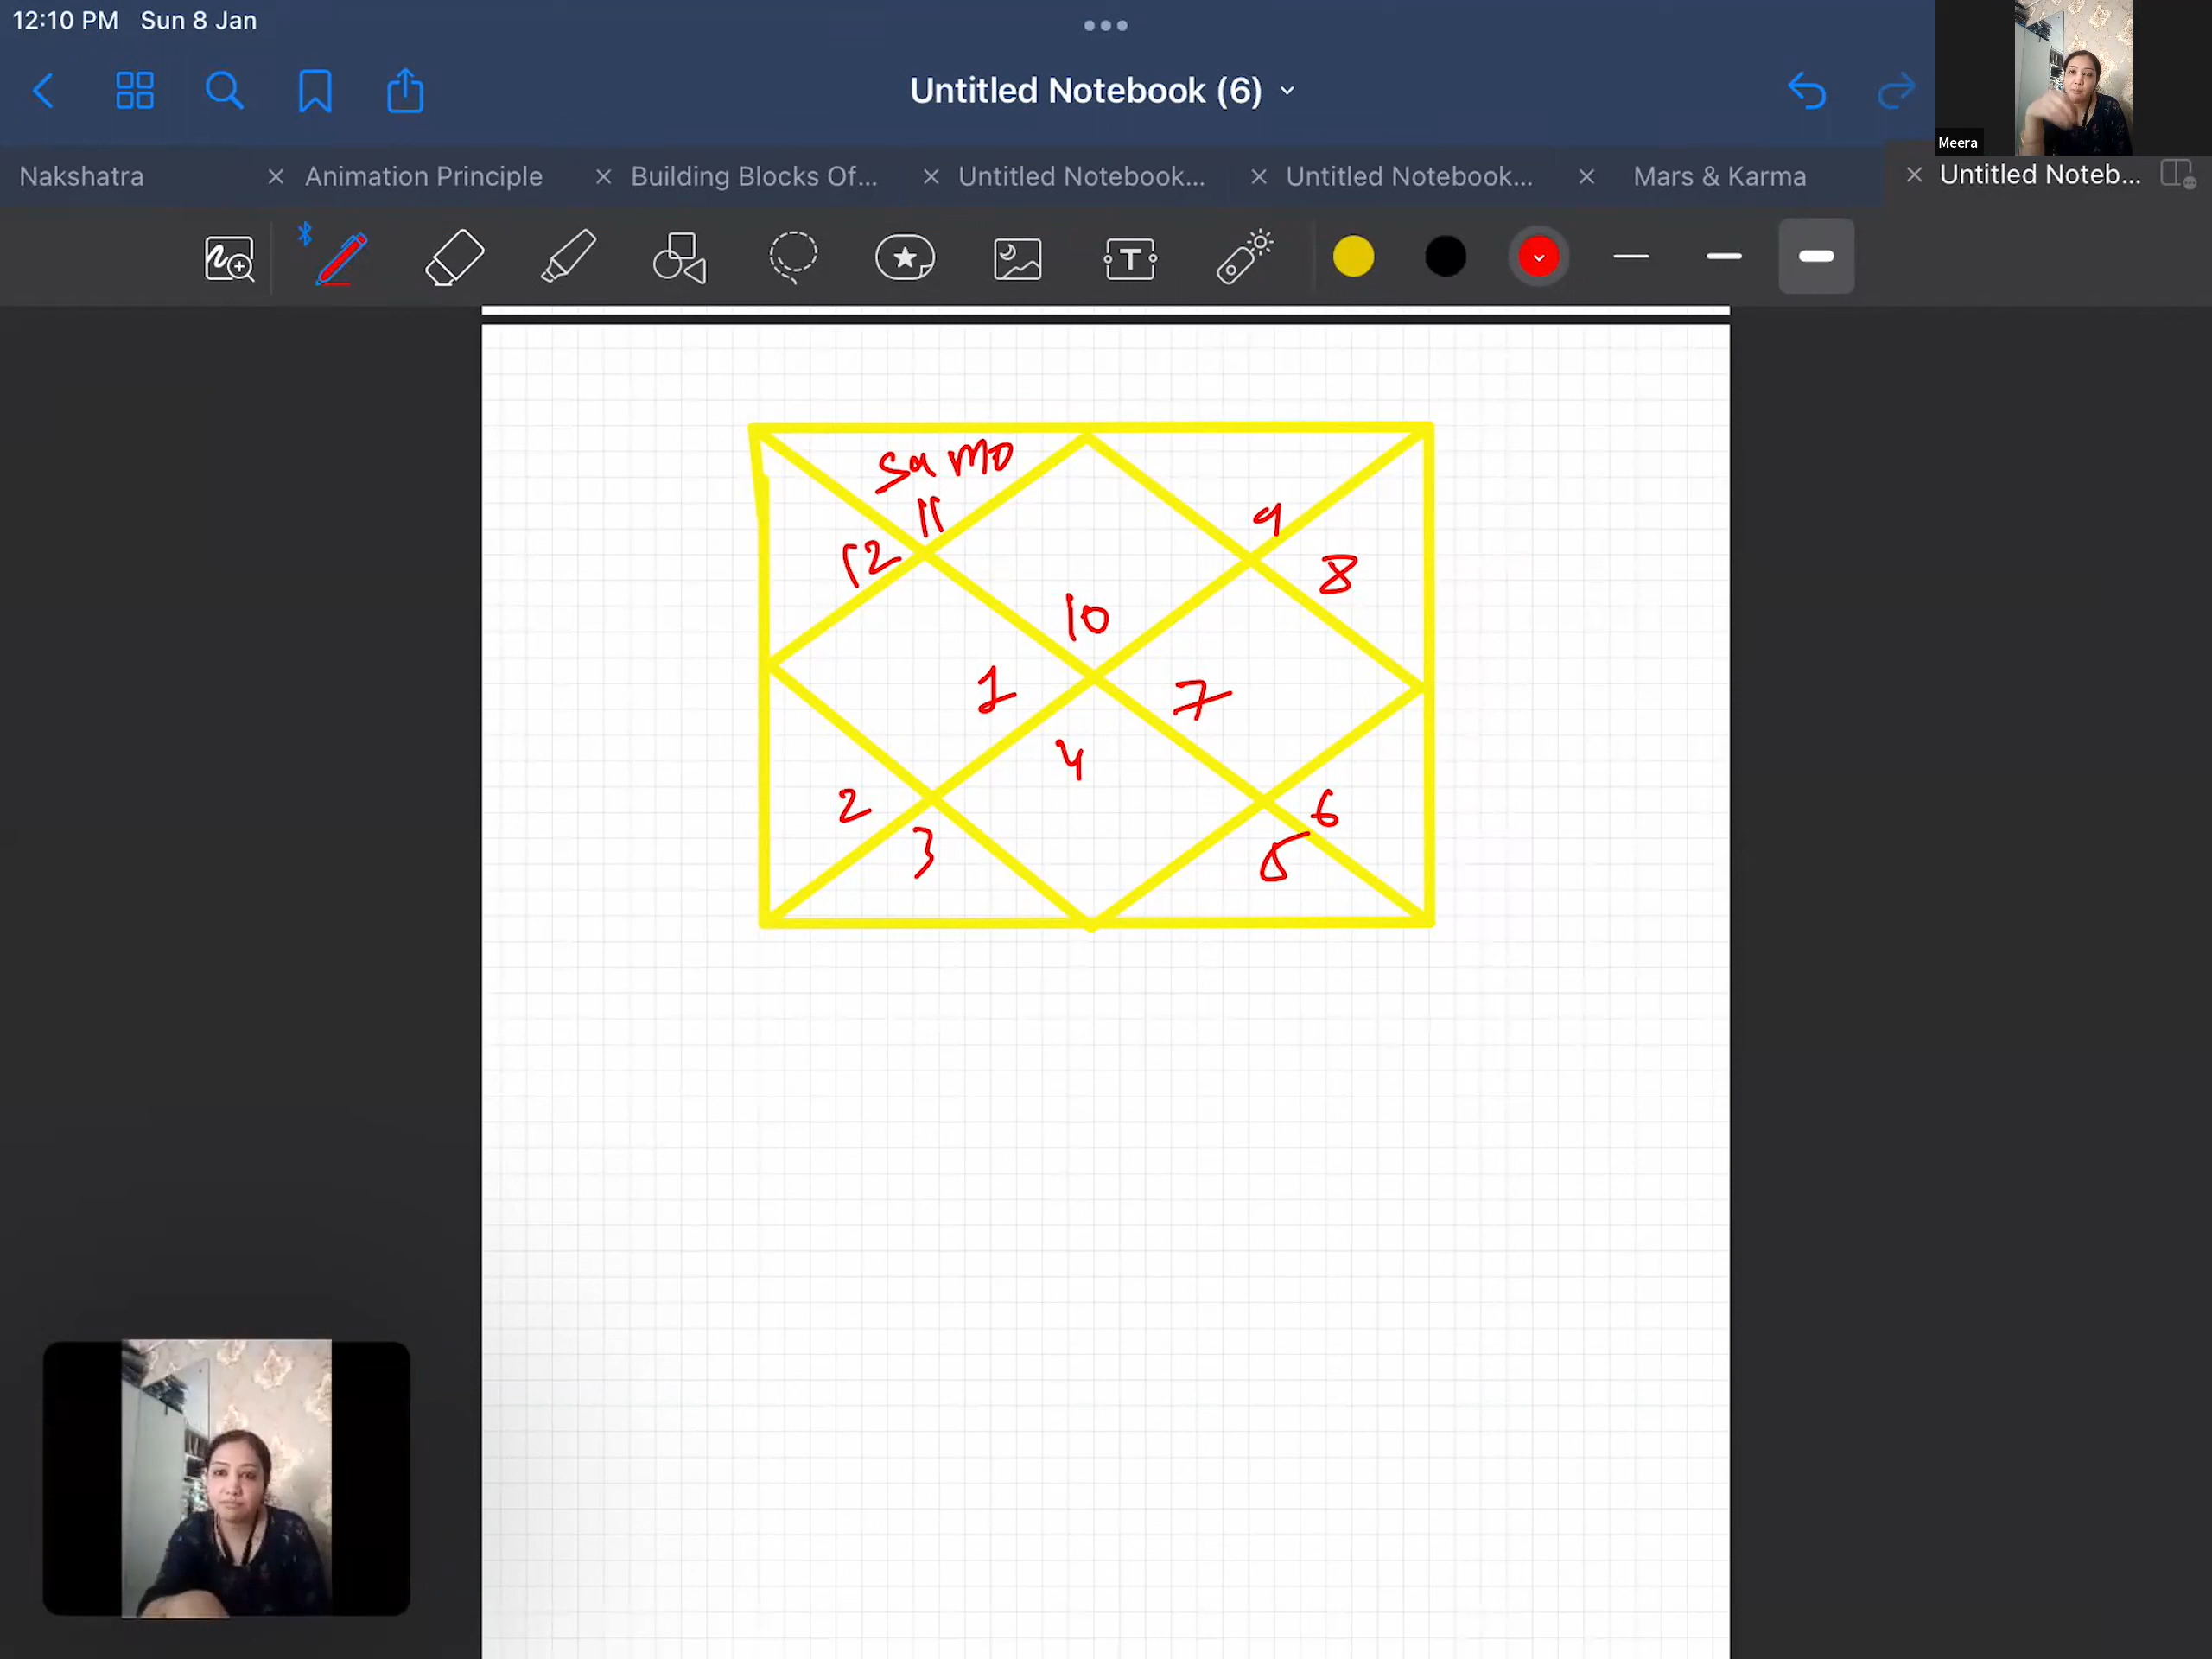 12:10 PM Sun 8 Jan
Untitled Notebook (6)
Meera
Nakshatra
Animation Principle
Building Blocks Of...
Untitled Notebook...
Untitled Notebook...
Mars & Karma
Untitled Noteb...
T
Sa Mo
11
9
12
8
10
1
7
4
2
6
3
5